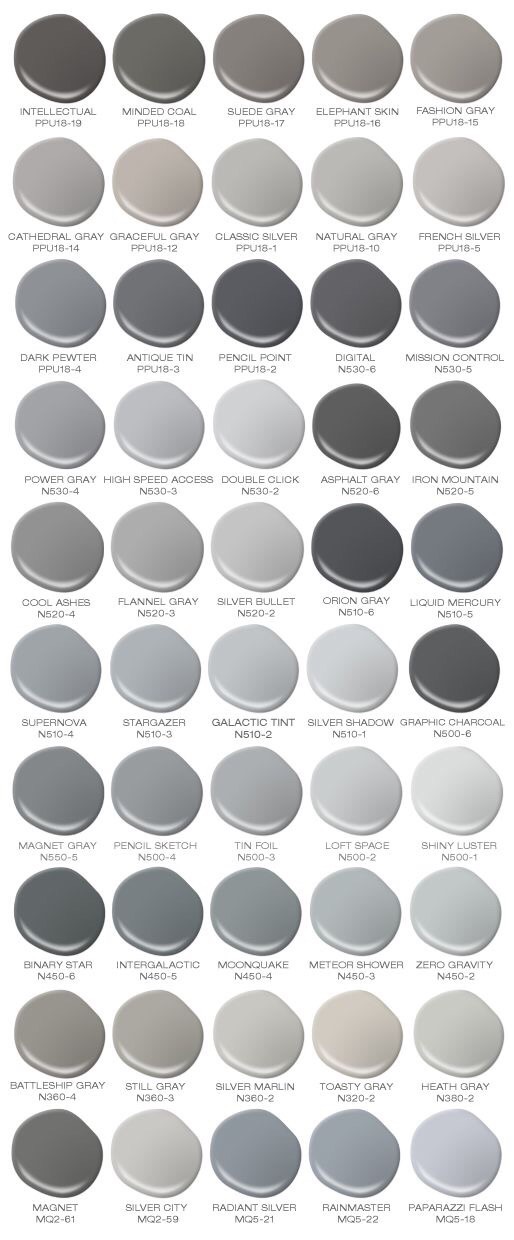 INTELLECTUAL MINDED COAL SUEDE GRAY ELEPHANT SKIN FASHION GRAY
PPU18-19 PPU18-18 PPU18-17 PPU18-16 PPU18-15
CATHEDRAL GRAY GRACEFUL GRAY CLASSIC SILVER NATURAL GRAY FRENCH SILVER
PPU18-14 PPU18-12 PPU18-1 PPU18-10 PPU18-5
DARK PEWTER ANTIQUE TIN PENCIL POINT DIGITAL MISSION CONTROL
PPU18-4 PPU18-3 PPU18-2 N530-6 N530-5
POWER GRAY HIGH SPEED ACCESS DOUBLE CLICK ASPHALT GRAY IRON MOUNTAIN
N530-4 N530-3 N530-2 N520-6 N520-5
COOL ASHES FLANNEL GRAY SILVER BULLET ORION GRAY LIQUID MERCURY
N520-4 N520-3 N520-2 N510-6 N510-5
SUPERNOVA STARGAZER GALACTIC TINT SILVER SHADOW GRAPHIC CHARCOAL
N510-4 N510-3 N510-2 N510-1 N500-6
MAGNET GRAY PENCIL SKETCH TIN FOIL LOFT SPACE SHINY LUSTER
N550-5 N500-4 N500-3 N500-2 N500-1
BINARY STAR INTERGALACTIC MOONQUAKE METEOR SHOWER ZERO GRAVITY
N450-6 N450-5 N450-4 N450-3 N450-2
BATTLESHIP GRAY STILL GRAY SILVER MARLIN TOASTY GRAY HEATH GRAY
N360-4 N360-3 N360-2 N320-2 N380-2
MAGNET SILVER CITY RADIANT SILVER RAINMASTER PAPARAZZI FLASH
MQ2-61 MQ2-59 MQ5-21 MQ5-22 MQ5-18